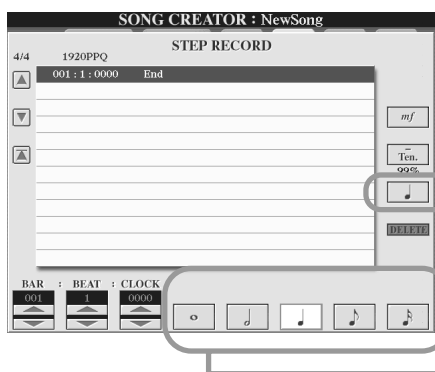 SONG CREATOR : NewSong
STEP RECORD
4/4 1920PPQ
001 : 1 : 0000 End
mf
Ten.
99%
DELETE
BAR : BEAT : CLOCK
001 1 0000